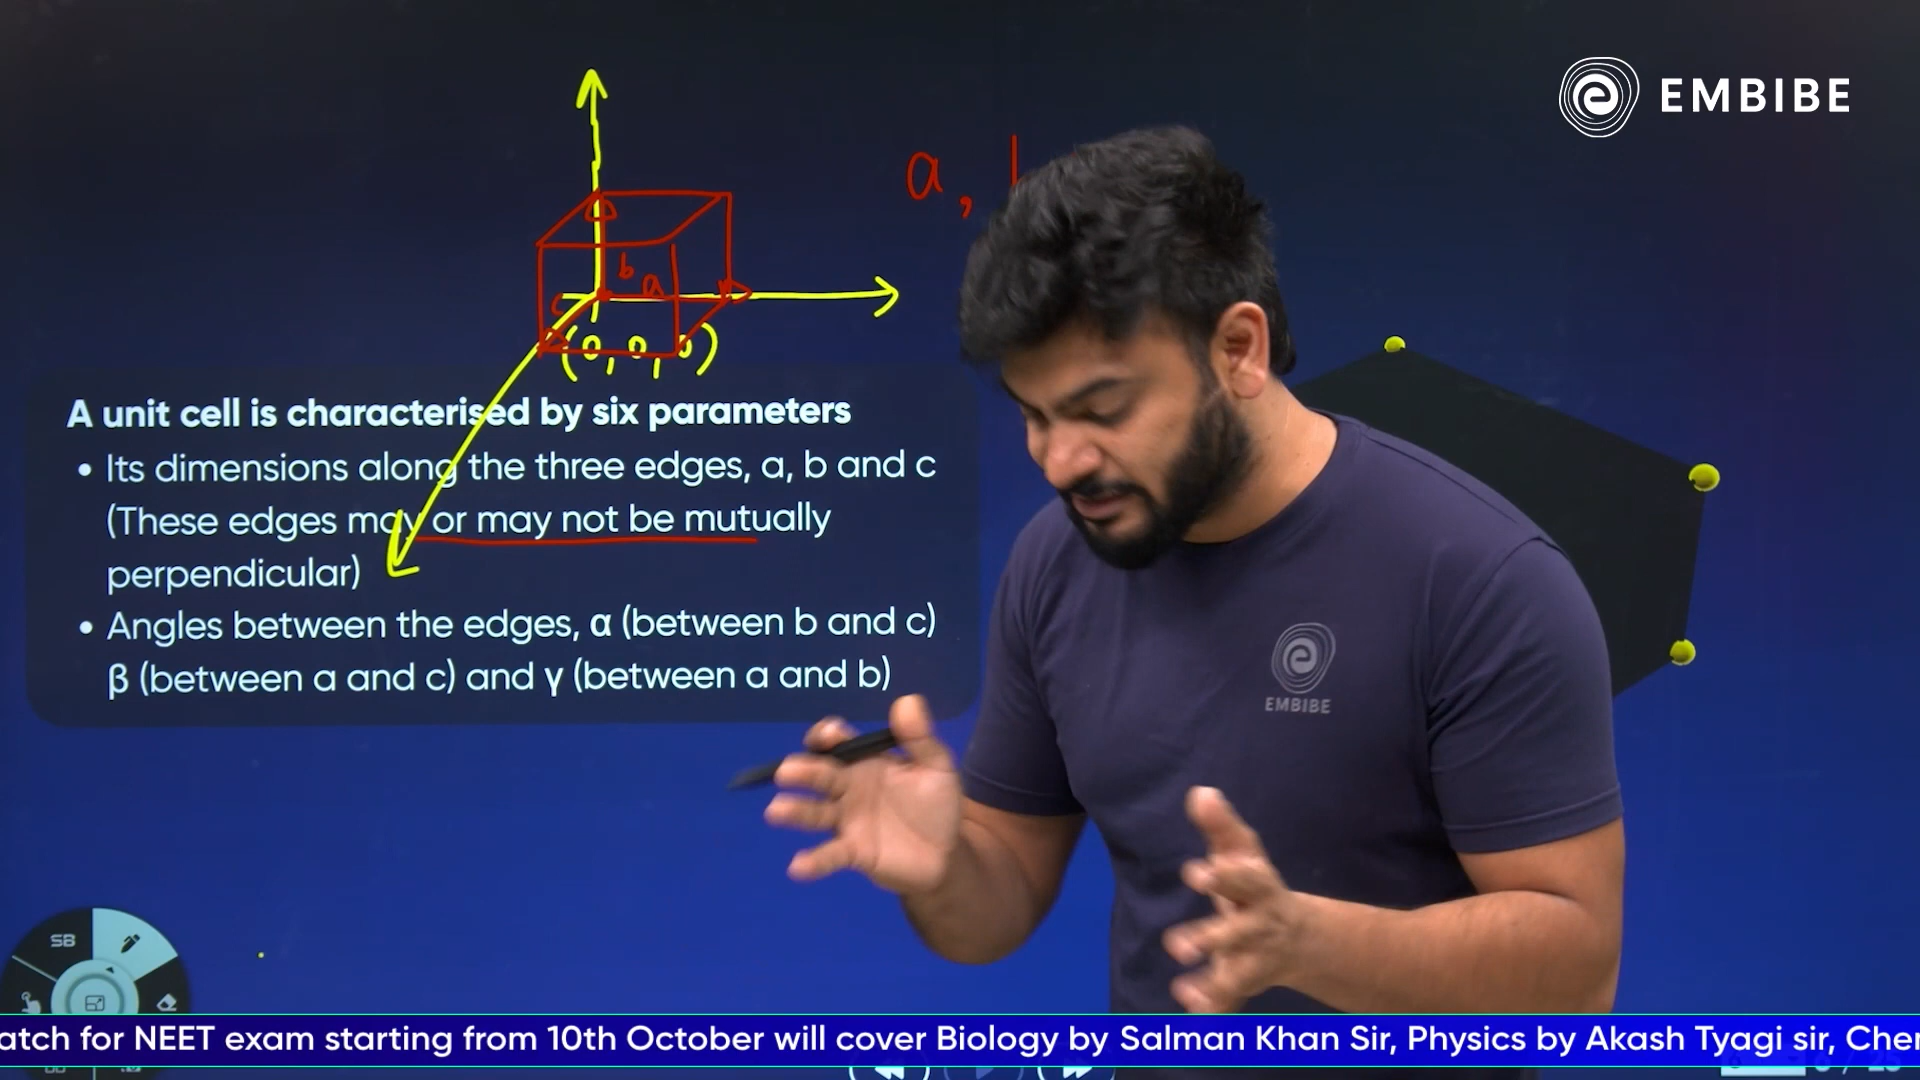 EMBIBE
a,
b
a
c
(0, 0, 0)
A unit cell is characterised by six parameters
• Its dimensions along the three edges, a, b and c
(These edges may or may not be mutually
perpendicular)
• Angles between the edges, α (between b and c)
β (between a and c) and γ (between a and b)
EMBIBE
SB
atch for NEET exam starting from 10th October will cover Biology by Salman Khan Sir, Physics by Akash Tyagi sir, Cher